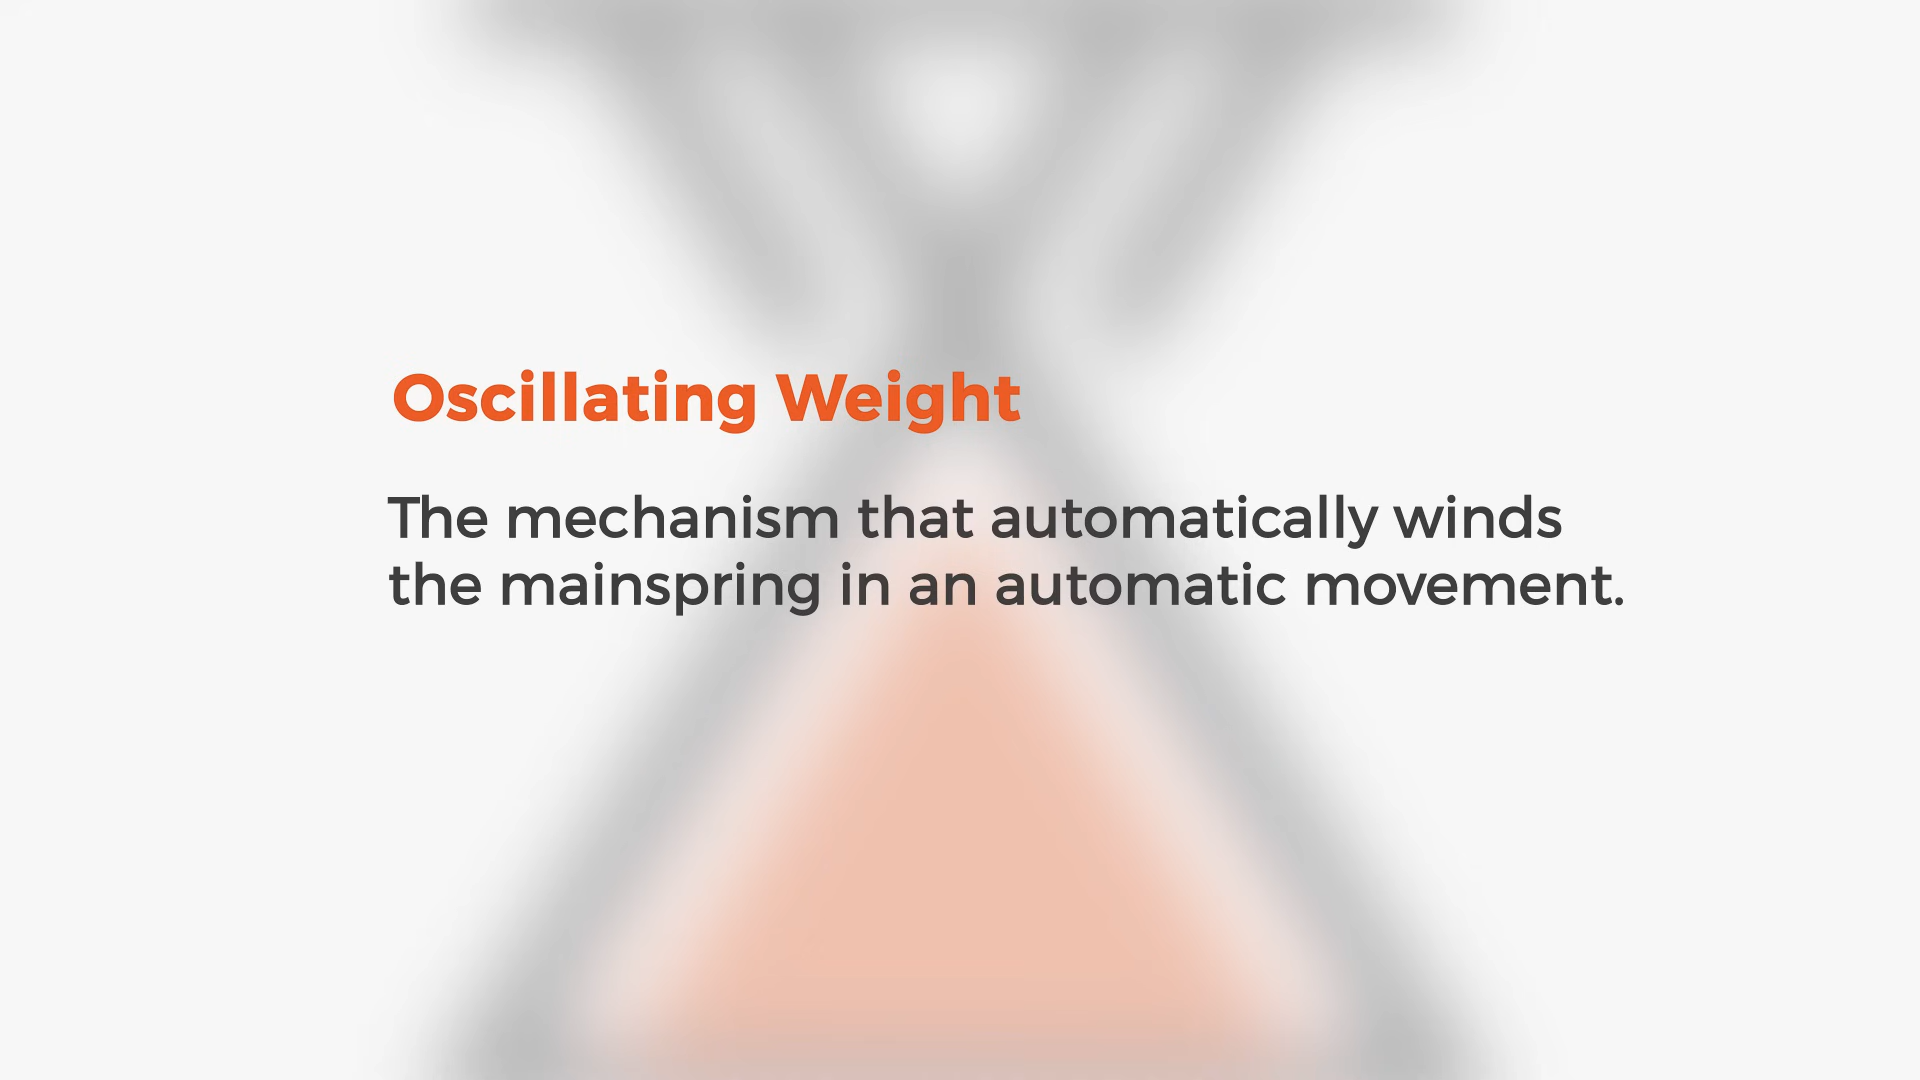 Oscillating Weight
The mechanism that automatically winds
the mainspring in an automatic movement.